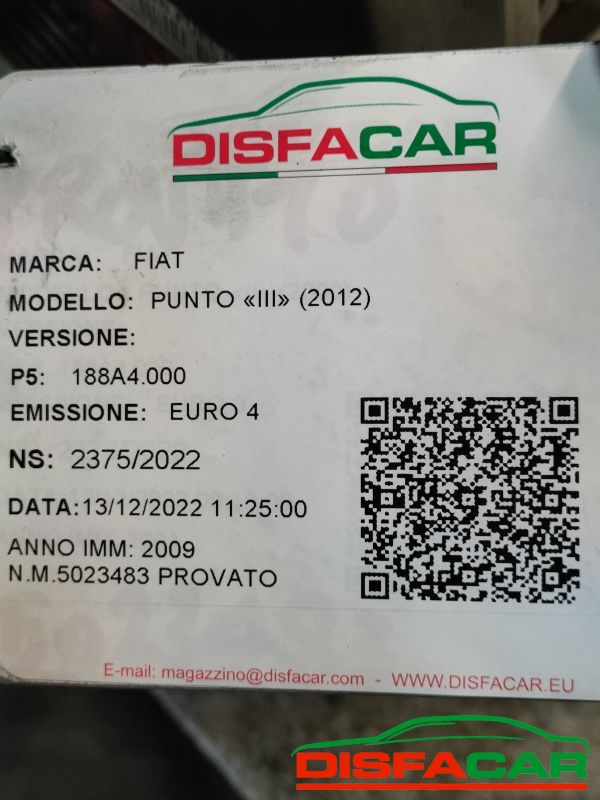 DISFACAR
MARCA: FIAT
MODELLO: PUNTO «III» (2012)
VERSIONE:
P5: 188A4.000
EMISSIONE: EURO 4
NS: 2375/2022
DATA:13/12/2022 11:25:00
ANNO IMM: 2009
N.M.5023483 PROVATO
E-mail: magazzino@disfacar.com - WWW.DISFACAR.EU
DISFACAR